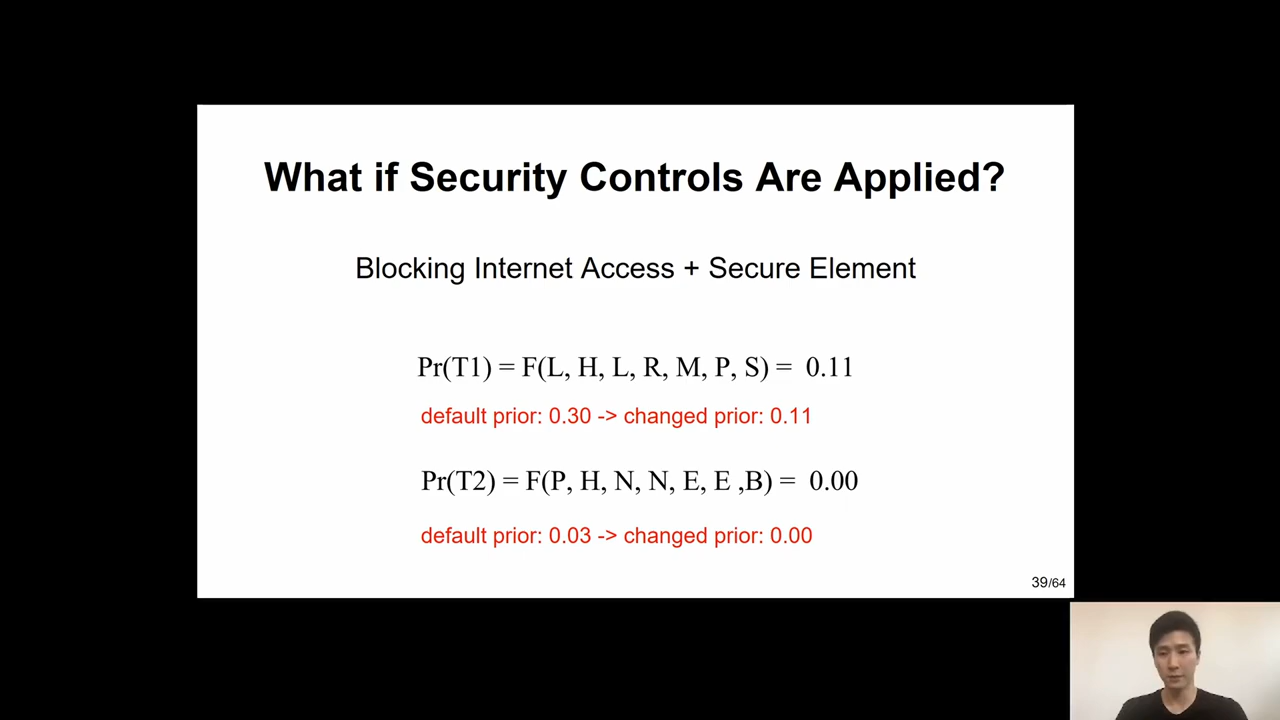 What if Security Controls Are Applied?
Blocking Internet Access + Secure Element
Pr(T1) = F(L, H, L, R, M, P, S) = 0.11
default prior: 0.30 -> changed prior: 0.11
Pr(T2) = F(P, H, N, N, E, E ,B) = 0.00
default prior: 0.03 -> changed prior: 0.00
39/64